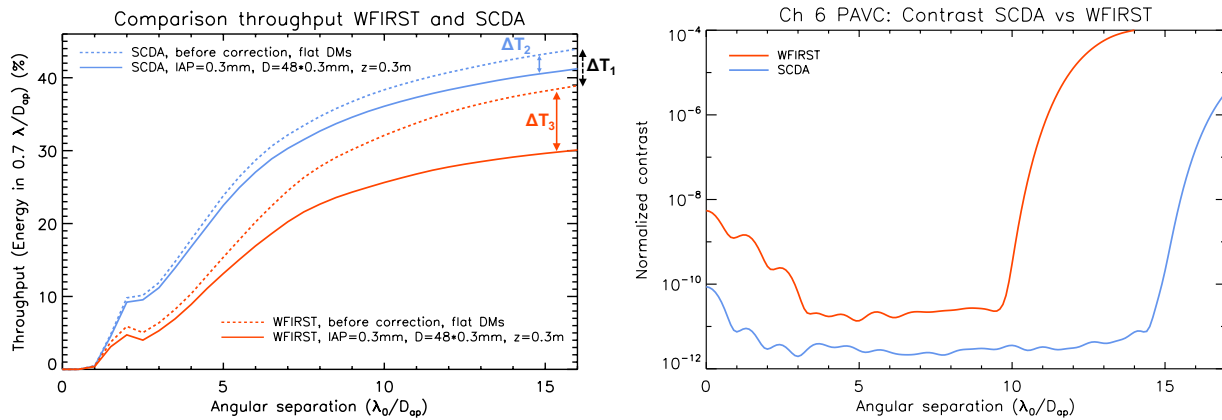 Comparison throughput WFIRST and SCDA
SCDA, before correction, flat DMs
SCDA, IAP=0.3mm, D=48*0.3mm, z=0.3m
ΔT₂
ΔT₁
ΔT₃
WFIRST, before correction, flat DMs
WFIRST, IAP=0.3mm, D=48*0.3mm, z=0.3m
Throughput (Energy in 0.7 λ/D_ap) (%)
40
30
20
10
0
0 5 10 15
Angular separation (λ₀/D_ap)
Ch 6 PAVC: Contrast SCDA vs WFIRST
WFIRST
SCDA
Normalized contrast
10⁻⁴
10⁻⁶
10⁻⁸
10⁻¹⁰
10⁻¹²
0 5 10 15
Angular separation (λ₀/D_ap)